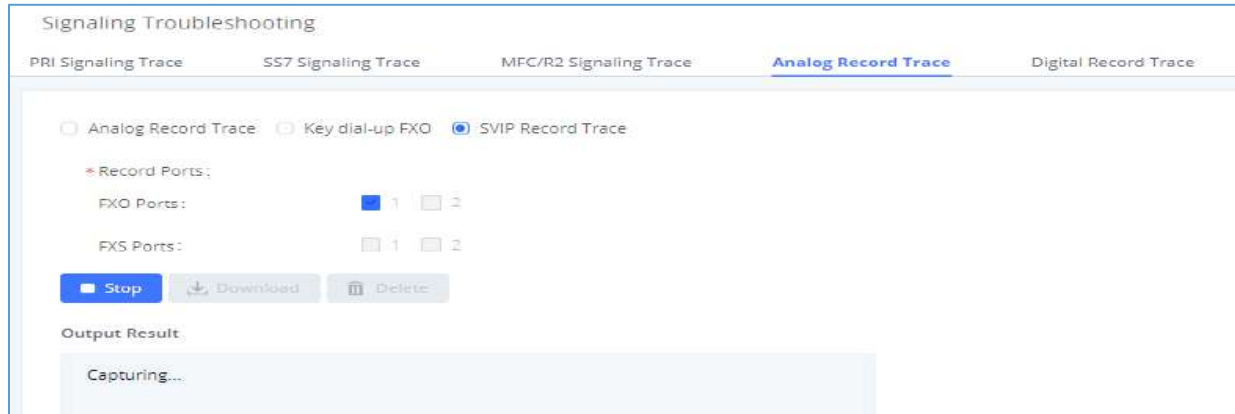 Signaling Troubleshooting
PRI Signaling Trace SS7 Signaling Trace MFC/R2 Signaling Trace Analog Record Trace Digital Record Trace
Analog Record Trace Key dial-up FXO SVIP Record Trace
* Record Ports:
FXO Ports: 1 2
FXS Ports: 1 2
Stop Download Delete
Output Result
Capturing...